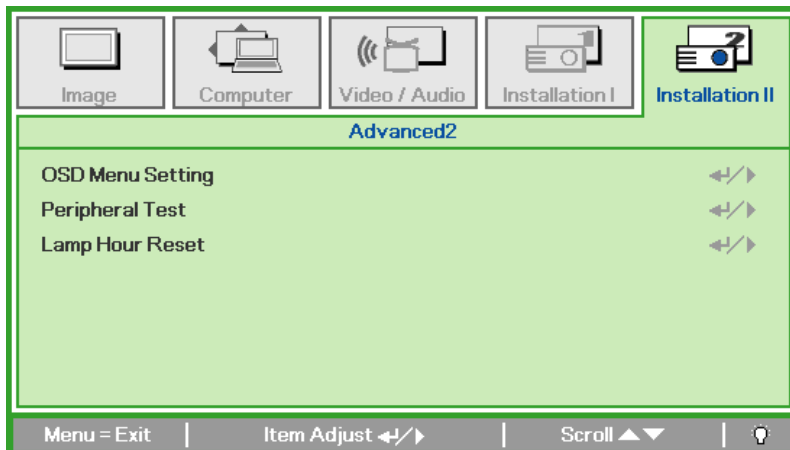 Image Computer Video / Audio Installation I Installation II
Advanced2
OSD Menu Setting
Peripheral Test
Lamp Hour Reset
Menu = Exit Item Adjust Scroll